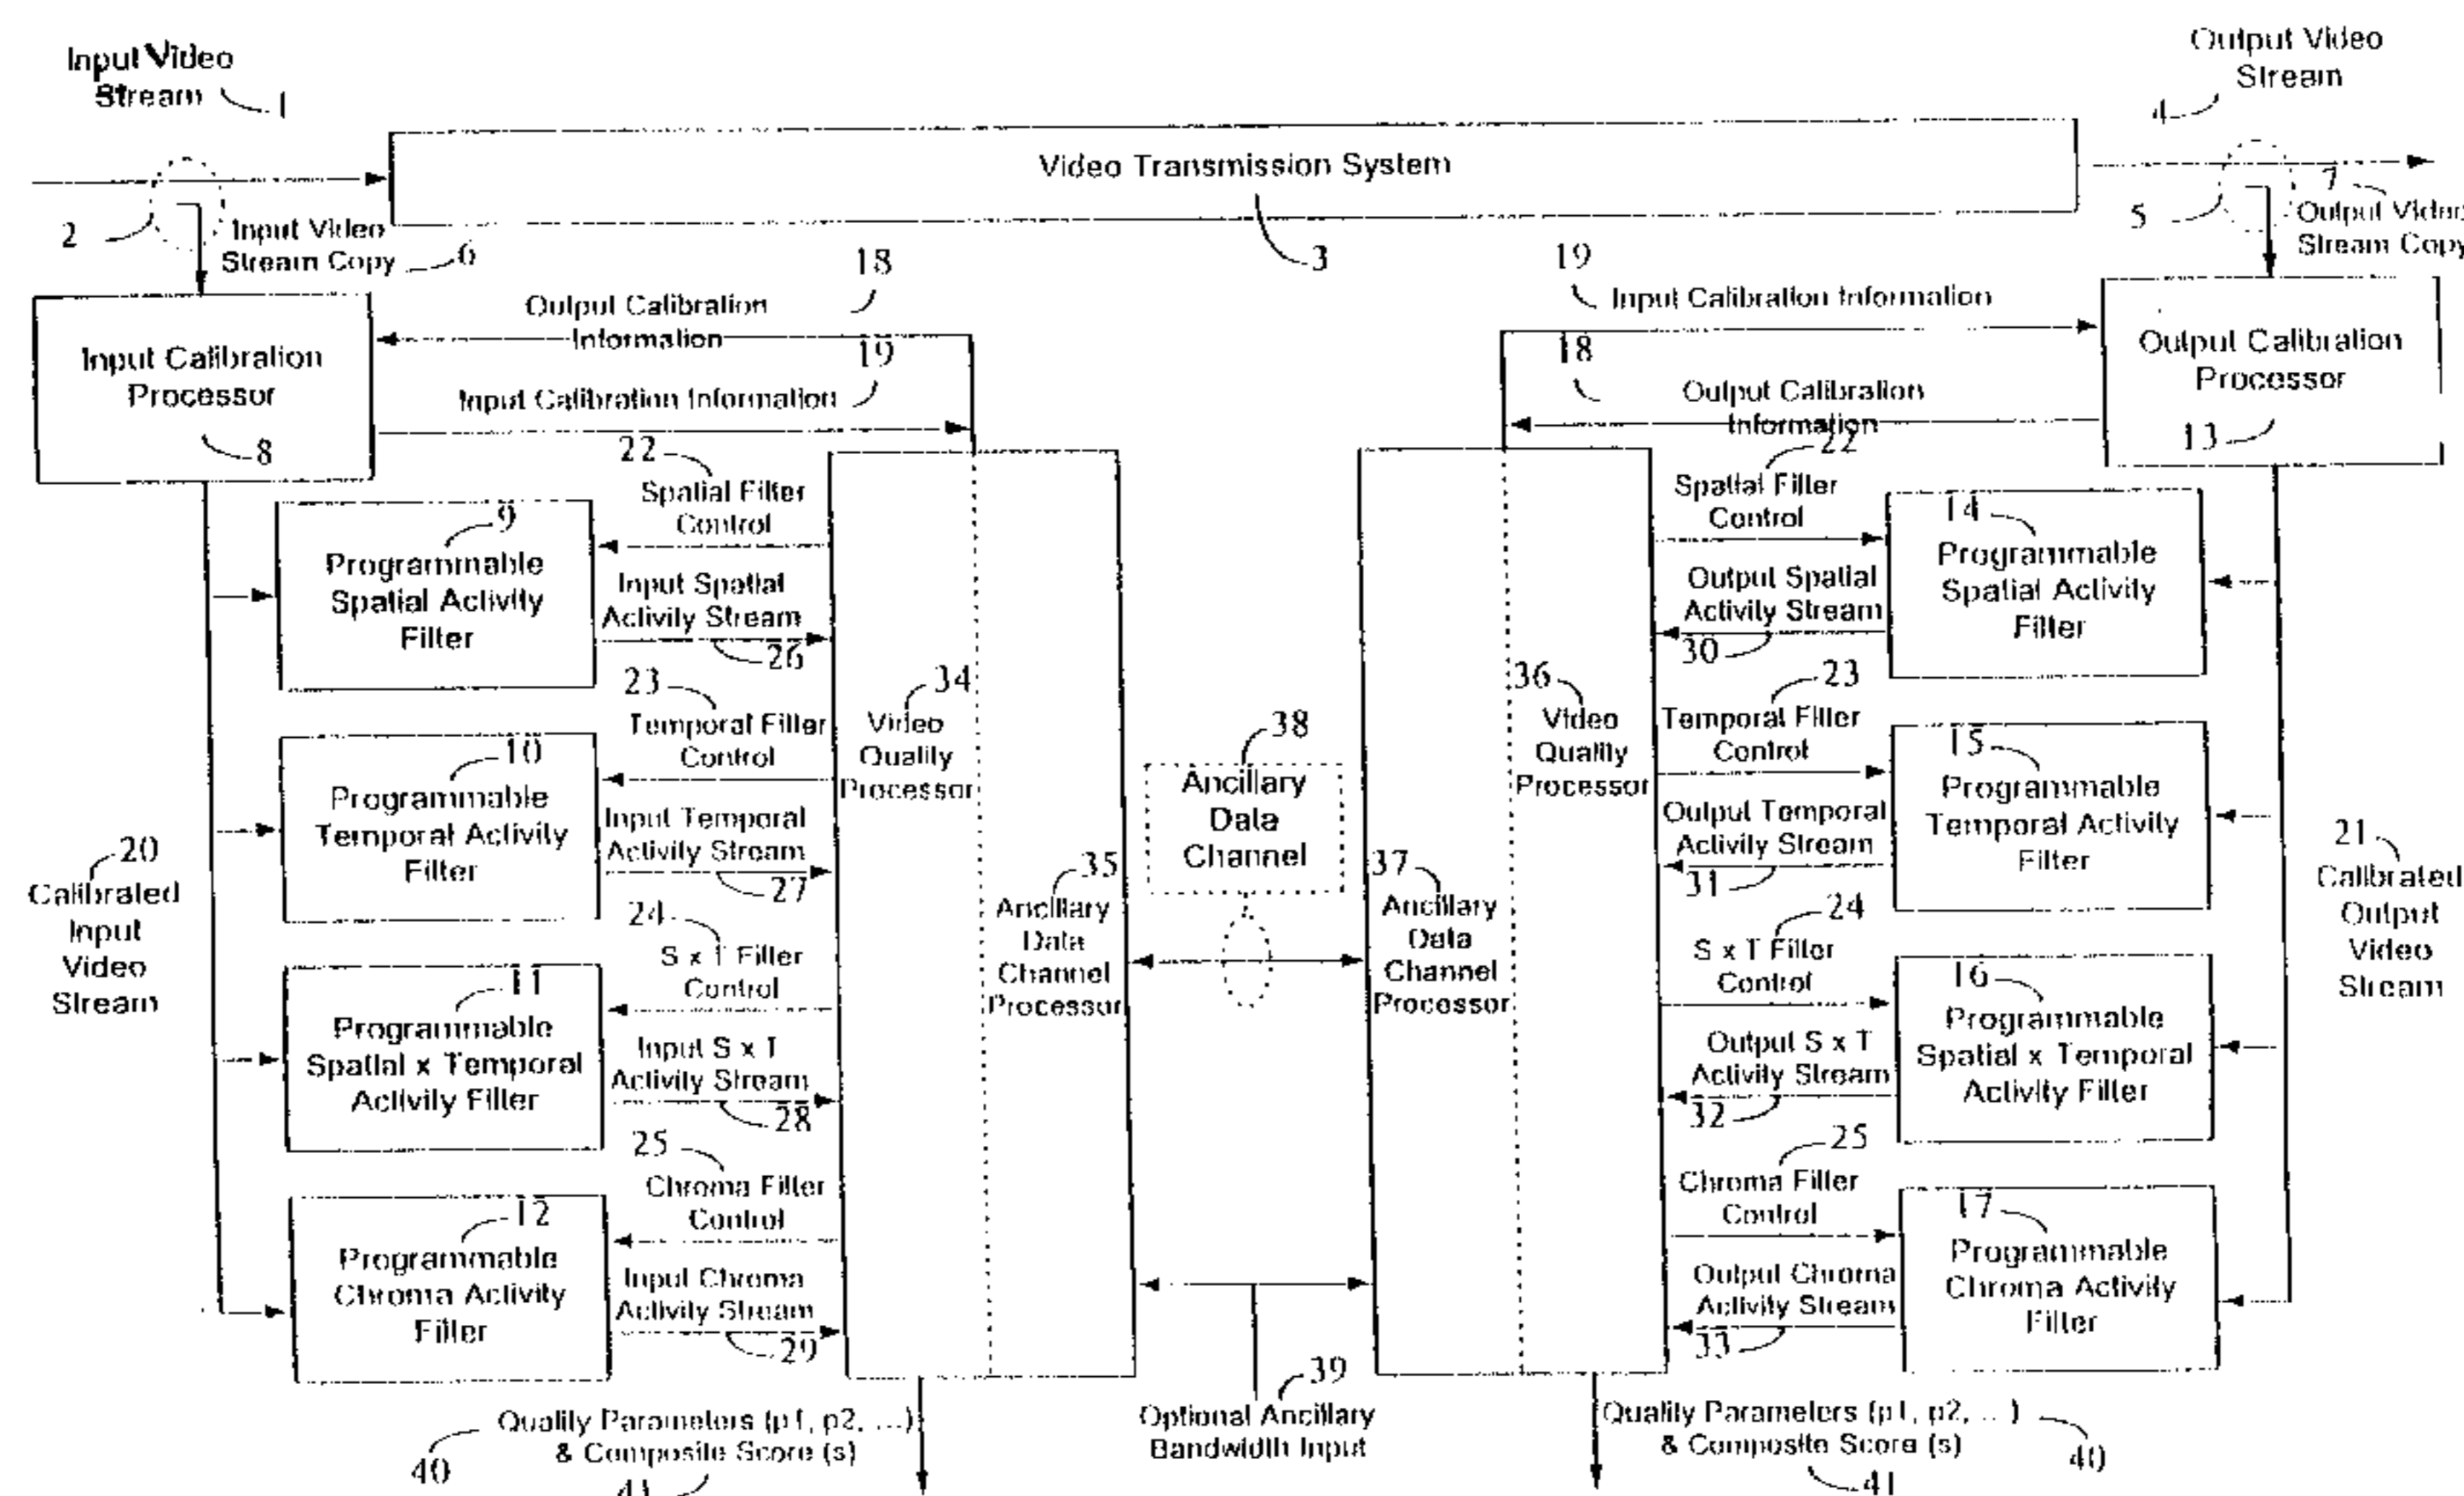 Input Video
Stream
1
Output Video
Stream
4
Video Transmission System
3
2
Input Video
Stream Copy
6
5
7
Output Video
Stream Copy
18
Output Calibration
Information
19
Input Calibration Information
Input Calibration
Processor
8
19
Input Calibration Information
18
Output Calibration
Information
Output Calibration
Processor
13
22
Spatial Filter
Control
9
Programmable
Spatial Activity
Filter
Input Spatial
Activity Stream
26
23
Temporal Filter
Control
10
Programmable
Temporal Activity
Filter
Input Temporal
Activity Stream
27
20
Calibrated
Input
Video
Stream
24
S x T Filter
Control
11
Programmable
Spatial x Temporal
Activity Filter
Input S x T
Activity Stream
28
25
Chroma Filter
Control
12
Programmable
Chroma Activity
Filter
Input Chroma
Activity Stream
29
34
Video
Quality
Processor
35
Ancillary
Data
Channel
Processor
38
Ancillary
Data
Channel
37
Ancillary
Data
Channel
Processor
36
Video
Quality
Processor
22
Spatial Filter
Control
14
Programmable
Spatial Activity
Filter
Output Spatial
Activity Stream
30
23
Temporal Filter
Control
15
Programmable
Temporal Activity
Filter
Output Temporal
Activity Stream
31
21
Calibrated
Output
Video
Stream
24
S x T Filter
Control
16
Programmable
Spatial x Temporal
Activity Filter
Output S x T
Activity Stream
32
25
Chroma Filter
Control
17
Programmable
Chroma Activity
Filter
Output Chroma
Activity Stream
33
Quality Parameters (p1, p2, ...)
& Composite Score (s)
40
41
39
Optional Ancillary
Bandwidth Input
Quality Parameters (p1, p2, ...)
& Composite Score (s)
40
41